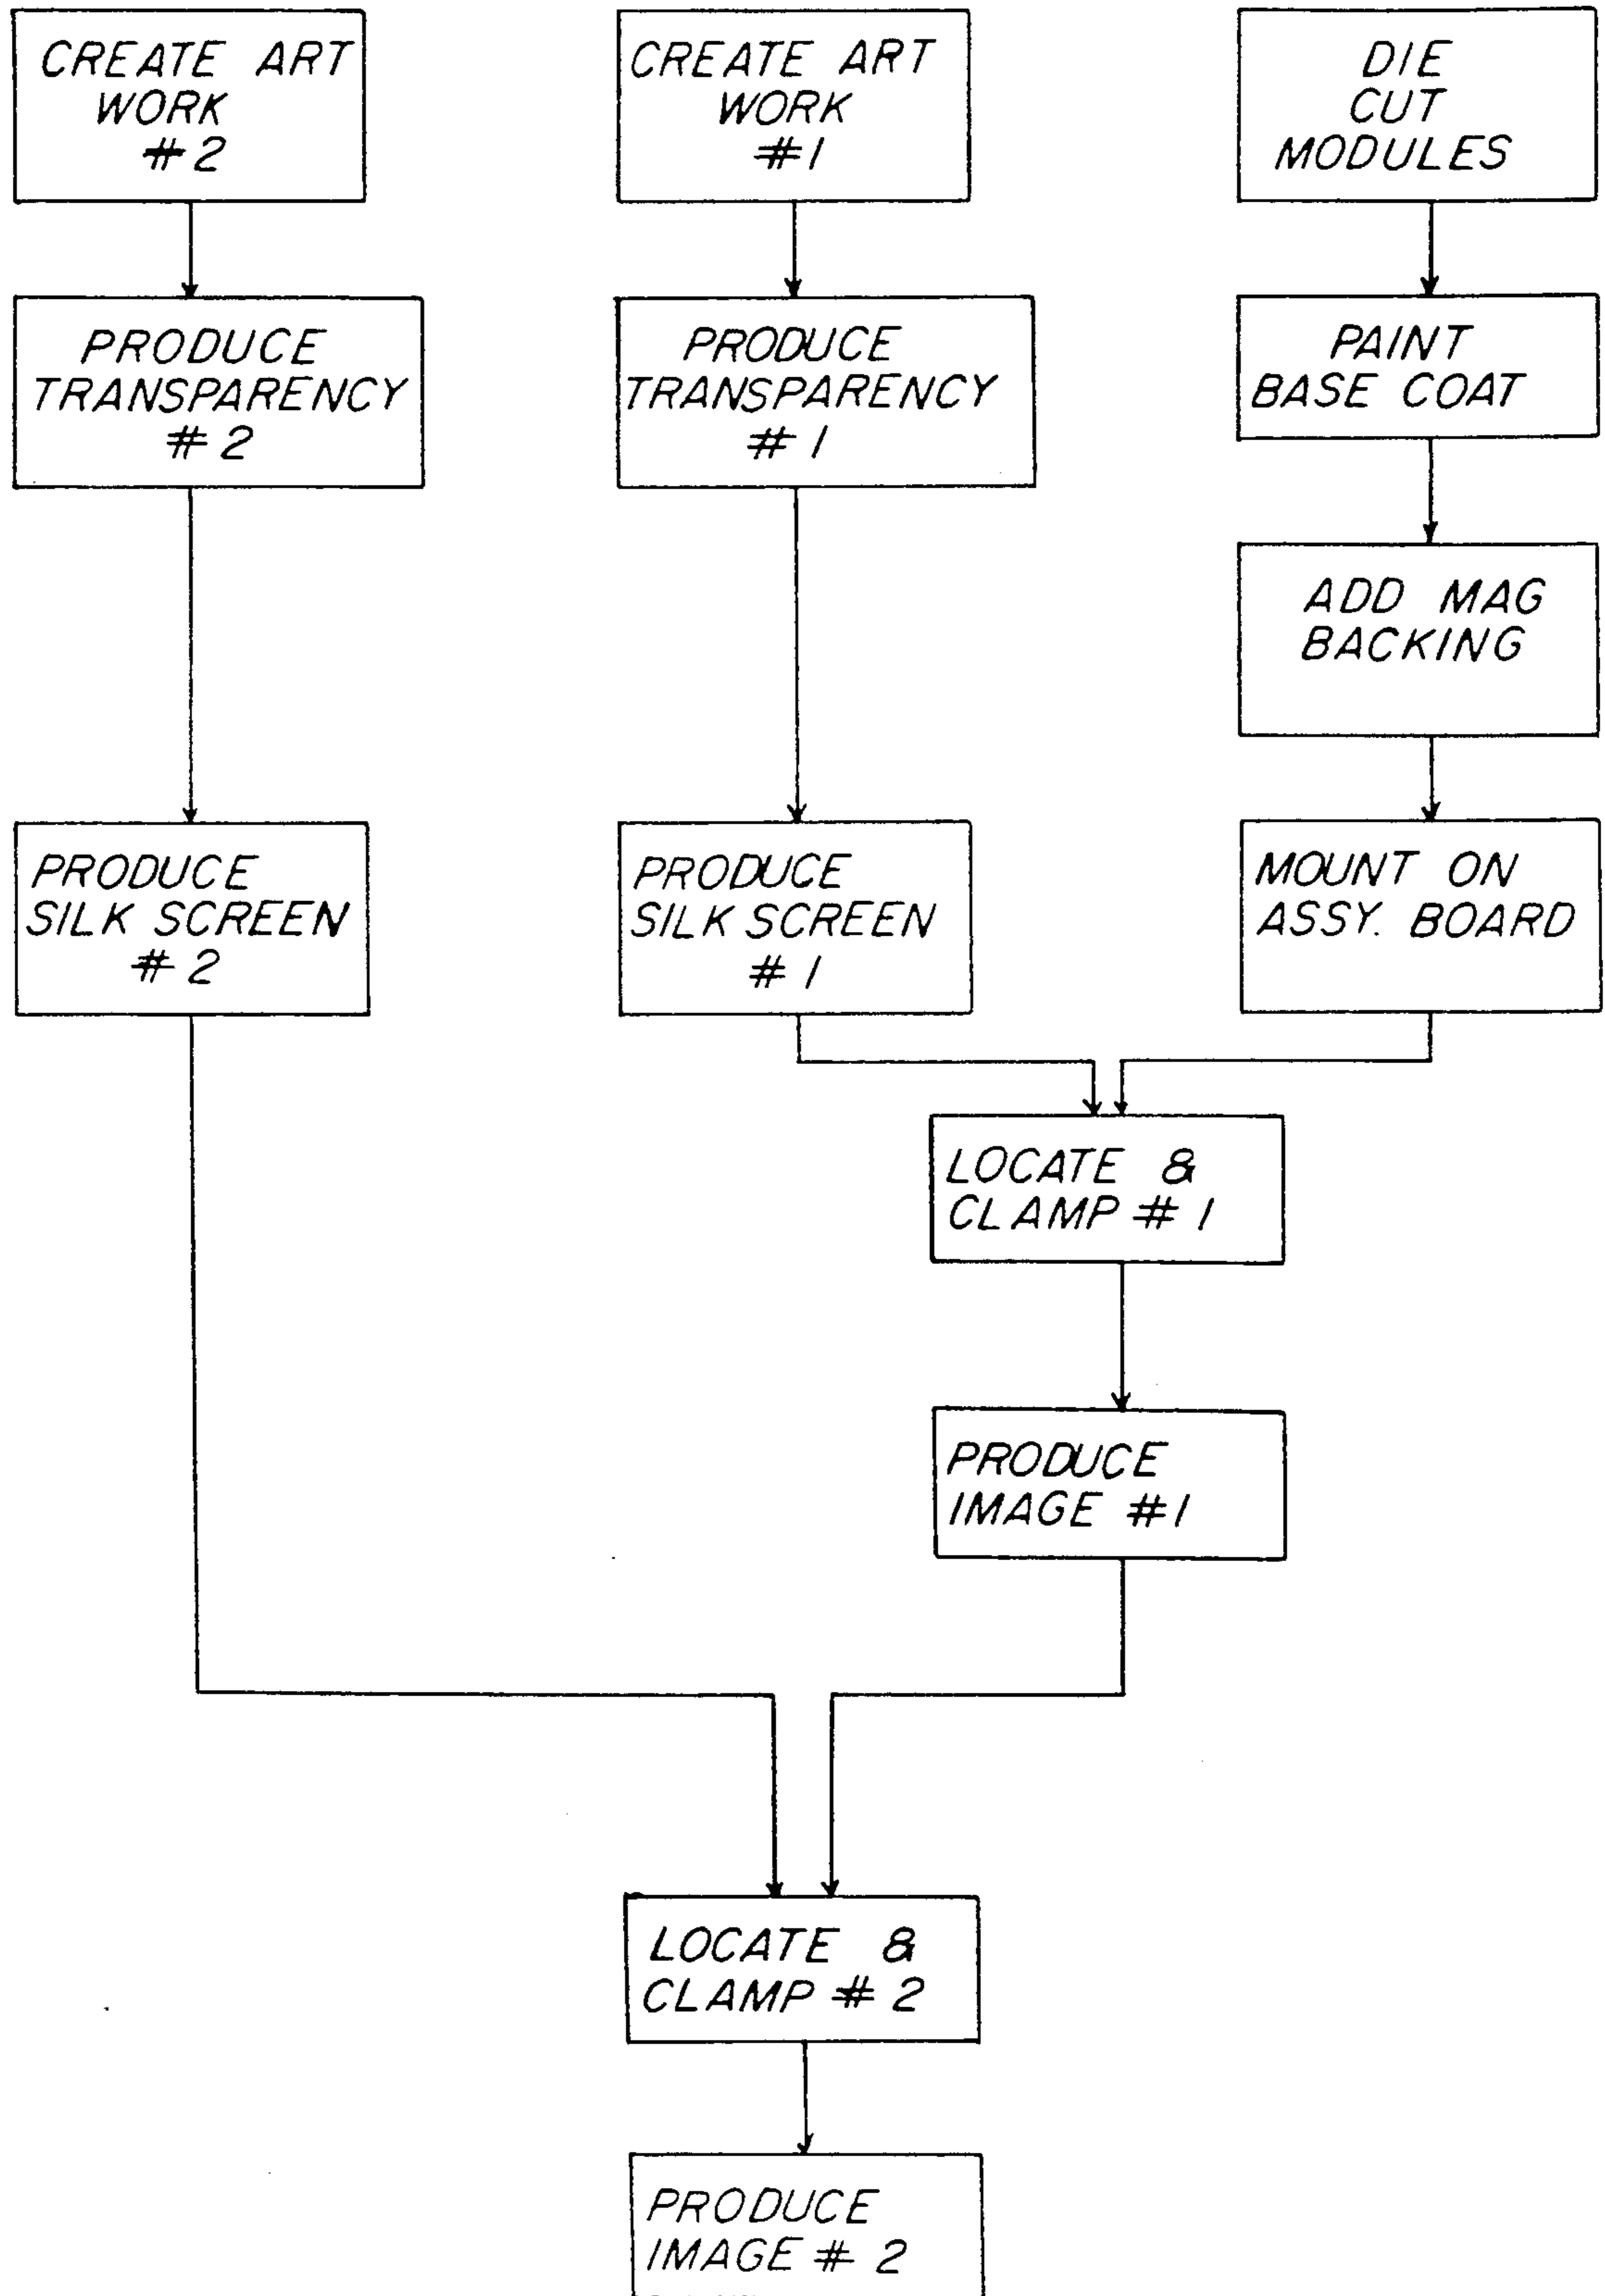 CREATE ART
WORK
#2
CREATE ART
WORK
#1
DIE
CUT
MODULES
PRODUCE
TRANSPARENCY
#2
PRODUCE
TRANSPARENCY
#1
PAINT
BASE COAT
ADD MAG
BACKING
PRODUCE
SILK SCREEN
#2
PRODUCE
SILK SCREEN
#1
MOUNT ON
ASSY. BOARD
LOCATE &
CLAMP #1
PRODUCE
IMAGE #1
LOCATE &
CLAMP #2
PRODUCE
IMAGE #2